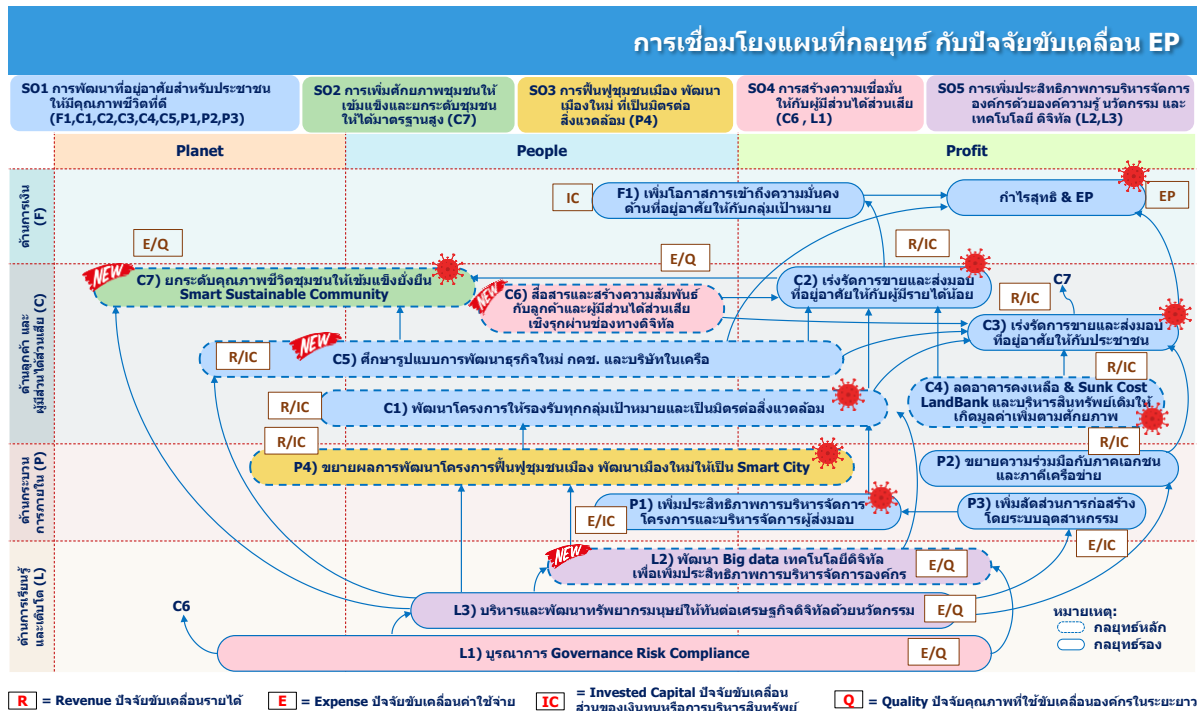 การเชื่อมโยงแผนที่กลยุทธ์ กับปัจจัยขับเคลื่อน EP
SO1 การพัฒนาที่อยู่อาศัยสำหรับประชาชน
ให้มีคุณภาพชีวิตที่ดี
(F1,C1,C2,C3,C4,C5,P1,P2,P3)
SO2 การเพิ่มศักยภาพชุมชนให้
เข้มแข็งและยกระดับชุมชน
ให้ได้มาตรฐานสูง (C7)
SO3 การฟื้นฟูชุมชนเมือง พัฒนา
เมืองใหม่ ที่เป็นมิตรต่อ
สิ่งแวดล้อม (P4)
SO4 การสร้างความเชื่อมั่น
ให้กับผู้มีส่วนได้ส่วนเสีย
(C6 , L1)
SO5 การเพิ่มประสิทธิภาพการบริหารจัดการ
องค์กรด้วยองค์ความรู้ นวัตกรรม และ
เทคโนโลยี ดิจิทัล (L2,L3)
Planet
People
Profit
ด้านการเงิน
(F)
IC
F1) เพิ่มโอกาสการเข้าถึงความมั่นคง
ด้านที่อยู่อาศัยให้กับกลุ่มเป้าหมาย
กำไรสุทธิ & EP
EP
E/Q
E/Q
R/IC
ด้านลูกค้า และ
ผู้มีส่วนได้ส่วนเสีย (C)
NEW
C7) ยกระดับคุณภาพชีวิตชุมชนให้เข้มแข็งยั่งยืน
Smart Sustainable Community
NEW
C6) สื่อสารและสร้างความสัมพันธ์
กับลูกค้าและผู้มีส่วนได้ส่วนเสีย
เชิงรุกผ่านช่องทางดิจิทัล
C2) เร่งรัดการขายและส่งมอบ
ที่อยู่อาศัยให้กับผู้มีรายได้น้อย
C7
R/IC
C3) เร่งรัดการขายและส่งมอบ
ที่อยู่อาศัยให้กับประชาชน
R/IC
NEW
C5) ศึกษารูปแบบการพัฒนาธุรกิจใหม่ กคช. และบริษัทในเครือ
R/IC
C4) ลดอาคารคงเหลือ & Sunk Cost
LandBank และบริหารสินทรัพย์เดิมให้
เกิดมูลค่าเพิ่มตามศักยภาพ
R/IC
C1) พัฒนาโครงการให้รองรับทุกกลุ่มเป้าหมายและเป็นมิตรต่อสิ่งแวดล้อม
R/IC
R/IC
ด้านกระบวน
การภายใน (P)
P4) ขยายผลการพัฒนาโครงการฟื้นฟูชุมชนเมือง พัฒนาเมืองใหม่ให้เป็น Smart City
P2) ขยายความร่วมมือกับภาคเอกชน
และภาคีเครือข่าย
E/IC
P1) เพิ่มประสิทธิภาพการบริหารจัดการ
โครงการและบริหารจัดการผู้ส่งมอบ
P3) เพิ่มสัดส่วนการก่อสร้าง
โดยระบบอุตสาหกรรม
E/IC
ด้านการเรียนรู้
และเติบโต (L)
NEW
L2) พัฒนา Big data เทคโนโลยีดิจิทัล
เพื่อเพิ่มประสิทธิภาพการบริหารจัดการองค์กร
E/Q
C6
L3) บริหารและพัฒนาทรัพยากรมนุษย์ให้ทันต่อเศรษฐกิจดิจิทัลด้วยนวัตกรรม
E/Q
L1) บูรณาการ Governance Risk Compliance
E/Q
หมายเหตุ:
กลยุทธ์หลัก
กลยุทธ์รอง
R = Revenue ปัจจัยขับเคลื่อนรายได้
E = Expense ปัจจัยขับเคลื่อนค่าใช้จ่าย
IC = Invested Capital ปัจจัยขับเคลื่อน
ส่วนของเงินทุนหรือการบริหารสินทรัพย์
Q = Quality ปัจจัยคุณภาพที่ใช้ขับเคลื่อนองค์กรในระยะยาว